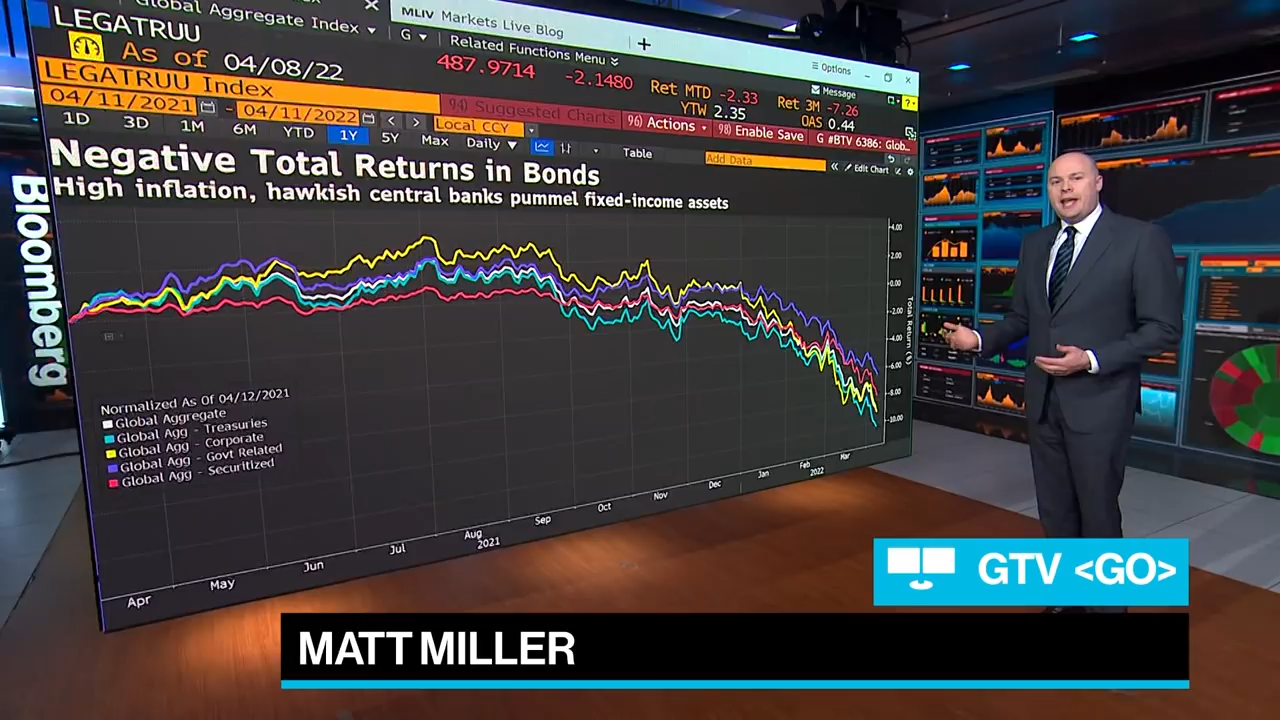 Global Aggregate Index
MLIV Markets Live Blog
LEGATRUU
G
Related Functions Menu
Options
As of 04/08/22
487.9714 -2.1480
Ret MTD -2.33
YTW 2.35
Message
Ret 3M -7.26
OAS 0.44
?
LEGATRUU Index
94) Suggested Charts
96) Actions
98) Enable Save
G #BTV 6386: Glob...
04/11/2021 - 04/11/2022
Local CCY
1D 3D 1M 6M YTD 1Y 5Y Max Daily
Table
Add Data
Edit Chart
Negative Total Returns in Bonds
High inflation, hawkish central banks pummel fixed-income assets
Bloomberg
4.00
2.00
0.00
-2.00
-4.00
-6.00
-8.00
-10.00
Total Return (%)
Normalized As Of 04/12/2021
Global Aggregate
Global Agg - Treasuries
Global Agg - Corporate
Global Agg - Govt Related
Global Agg - Securitized
Apr May Jun Jul Aug Sep Oct Nov Dec Jan Feb Mar
2021 2022
GTV <GO>
MATT MILLER